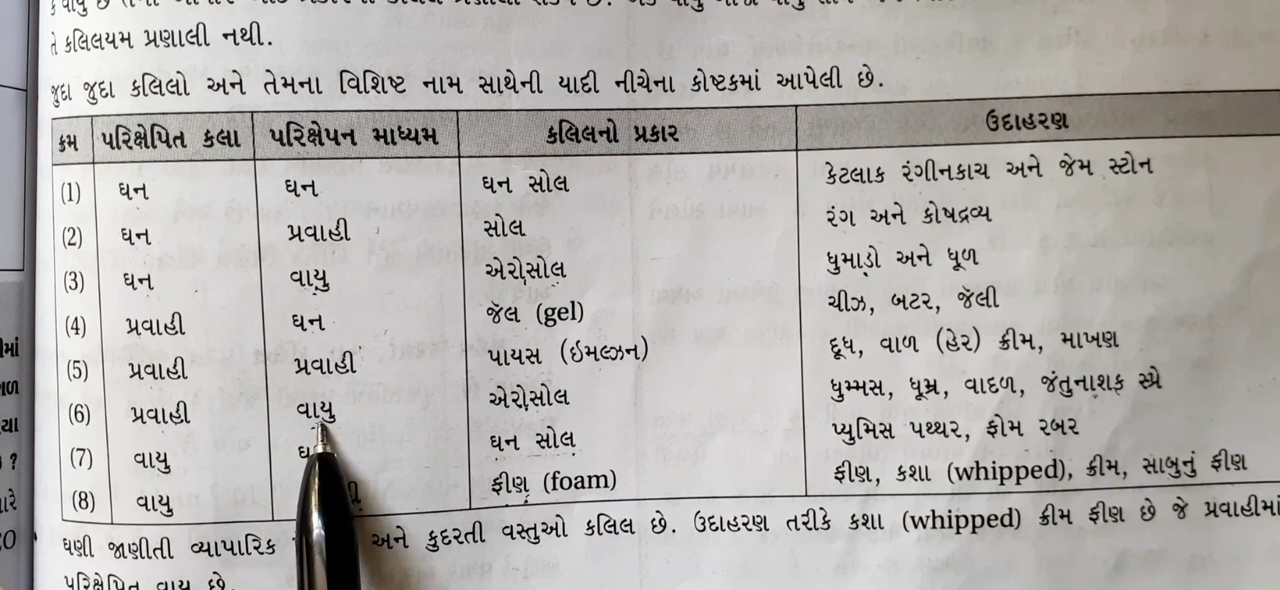 તે કલિલયમ પ્રણાલી નથી.
જુદા જુદા કલિલો અને તેમના વિશિષ્ટ નામ સાથેની યાદી નીચેના કોષ્ટકમાં આપેલી છે.
ક્રમ પરિક્ષેપિત કલા પરિક્ષેપન માધ્યમ કલિલનો પ્રકાર ઉદાહરણ
(1) ઘન ઘન ઘન સોલ કેટલાક રંગીનકાચ અને જેમ સ્ટોન
(2) ઘન પ્રવાહી સોલ રંગ અને કોષદ્રવ્ય
(3) ઘન વાયુ એરોસોલ ધુમાડો અને ધૂળ
(4) પ્રવાહી ઘન જૅલ (gel) ચીઝ, બટર, જૅલી
(5) પ્રવાહી પ્રવાહી પાયસ (ઇમલ્ઝન) દૂધ, વાળ (હેર) ક્રીમ, માખણ
(6) પ્રવાહી વાયુ એરોસોલ ધુમ્મસ, ધૂમ્ર, વાદળ, જંતુનાશક સ્પ્રે
(7) વાયુ ઘન સોલ પ્યુમિસ પથ્થર, ફોમ રબર
(8) વાયુ ફીણ (foam) ફીણ, કશા (whipped), ક્રીમ, સાબુનું ફીણ
ઘણી જાણીતી વ્યાપારિક અને કુદરતી વસ્તુઓ કલિલ છે. ઉદાહરણ તરીકે કશા (whipped) ક્રીમ ફીણ છે જે પ્રવાહીમાં
પરિક્ષેપિત વાયુ છે.